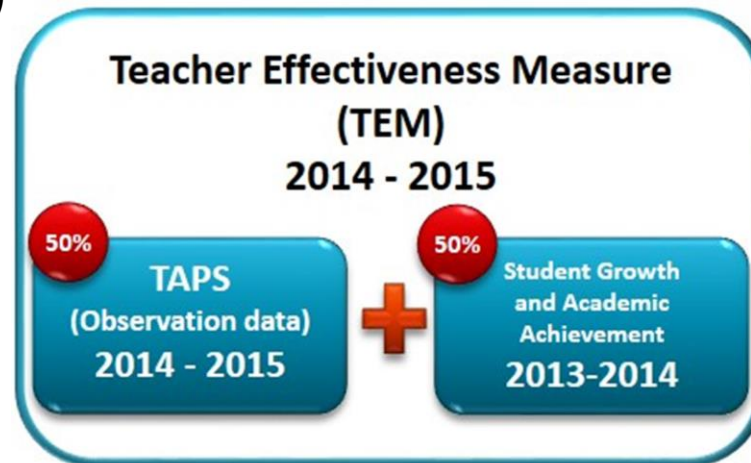 Teacher Effectiveness Measure
(TEM)
2014 - 2015
50%
TAPS
(Observation data)
2014 - 2015
50%
Student Growth
and Academic
Achievement
2013-2014